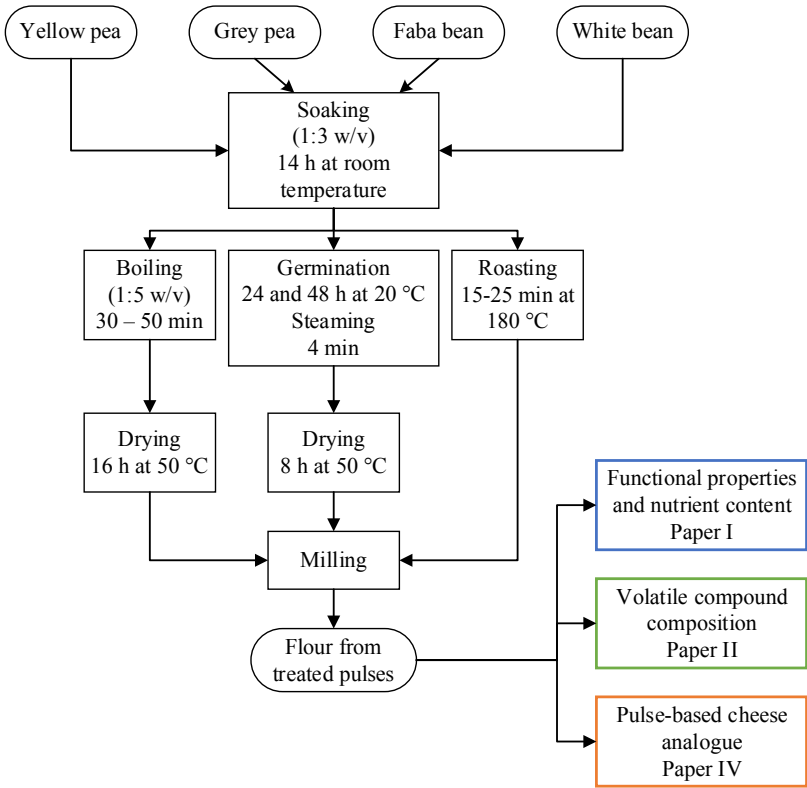 Yellow pea
Grey pea
Faba bean
White bean
Soaking
(1:3 w/v)
14 h at room
temperature
Boiling
(1:5 w/v)
30 – 50 min
Germination
24 and 48 h at 20 °C
Steaming
4 min
Roasting
15-25 min at
180 °C
Drying
16 h at 50 °C
Drying
8 h at 50 °C
Milling
Flour from
treated pulses
Functional properties
and nutrient content
Paper I
Volatile compound
composition
Paper II
Pulse-based cheese
analogue
Paper IV